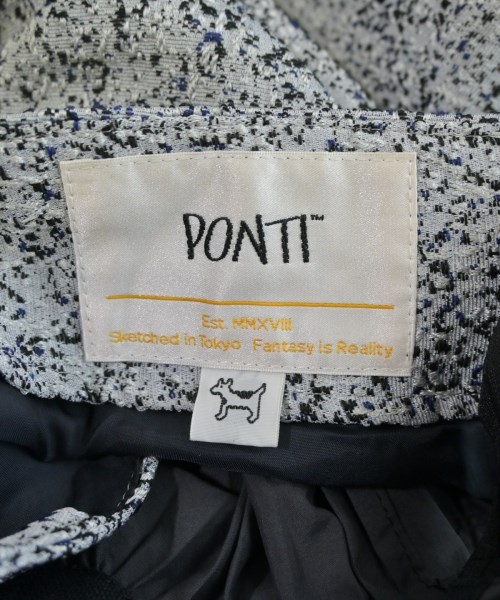 PONTI™
Est. MMXVIII
Sketched in Tokyo Fantasy is Reality